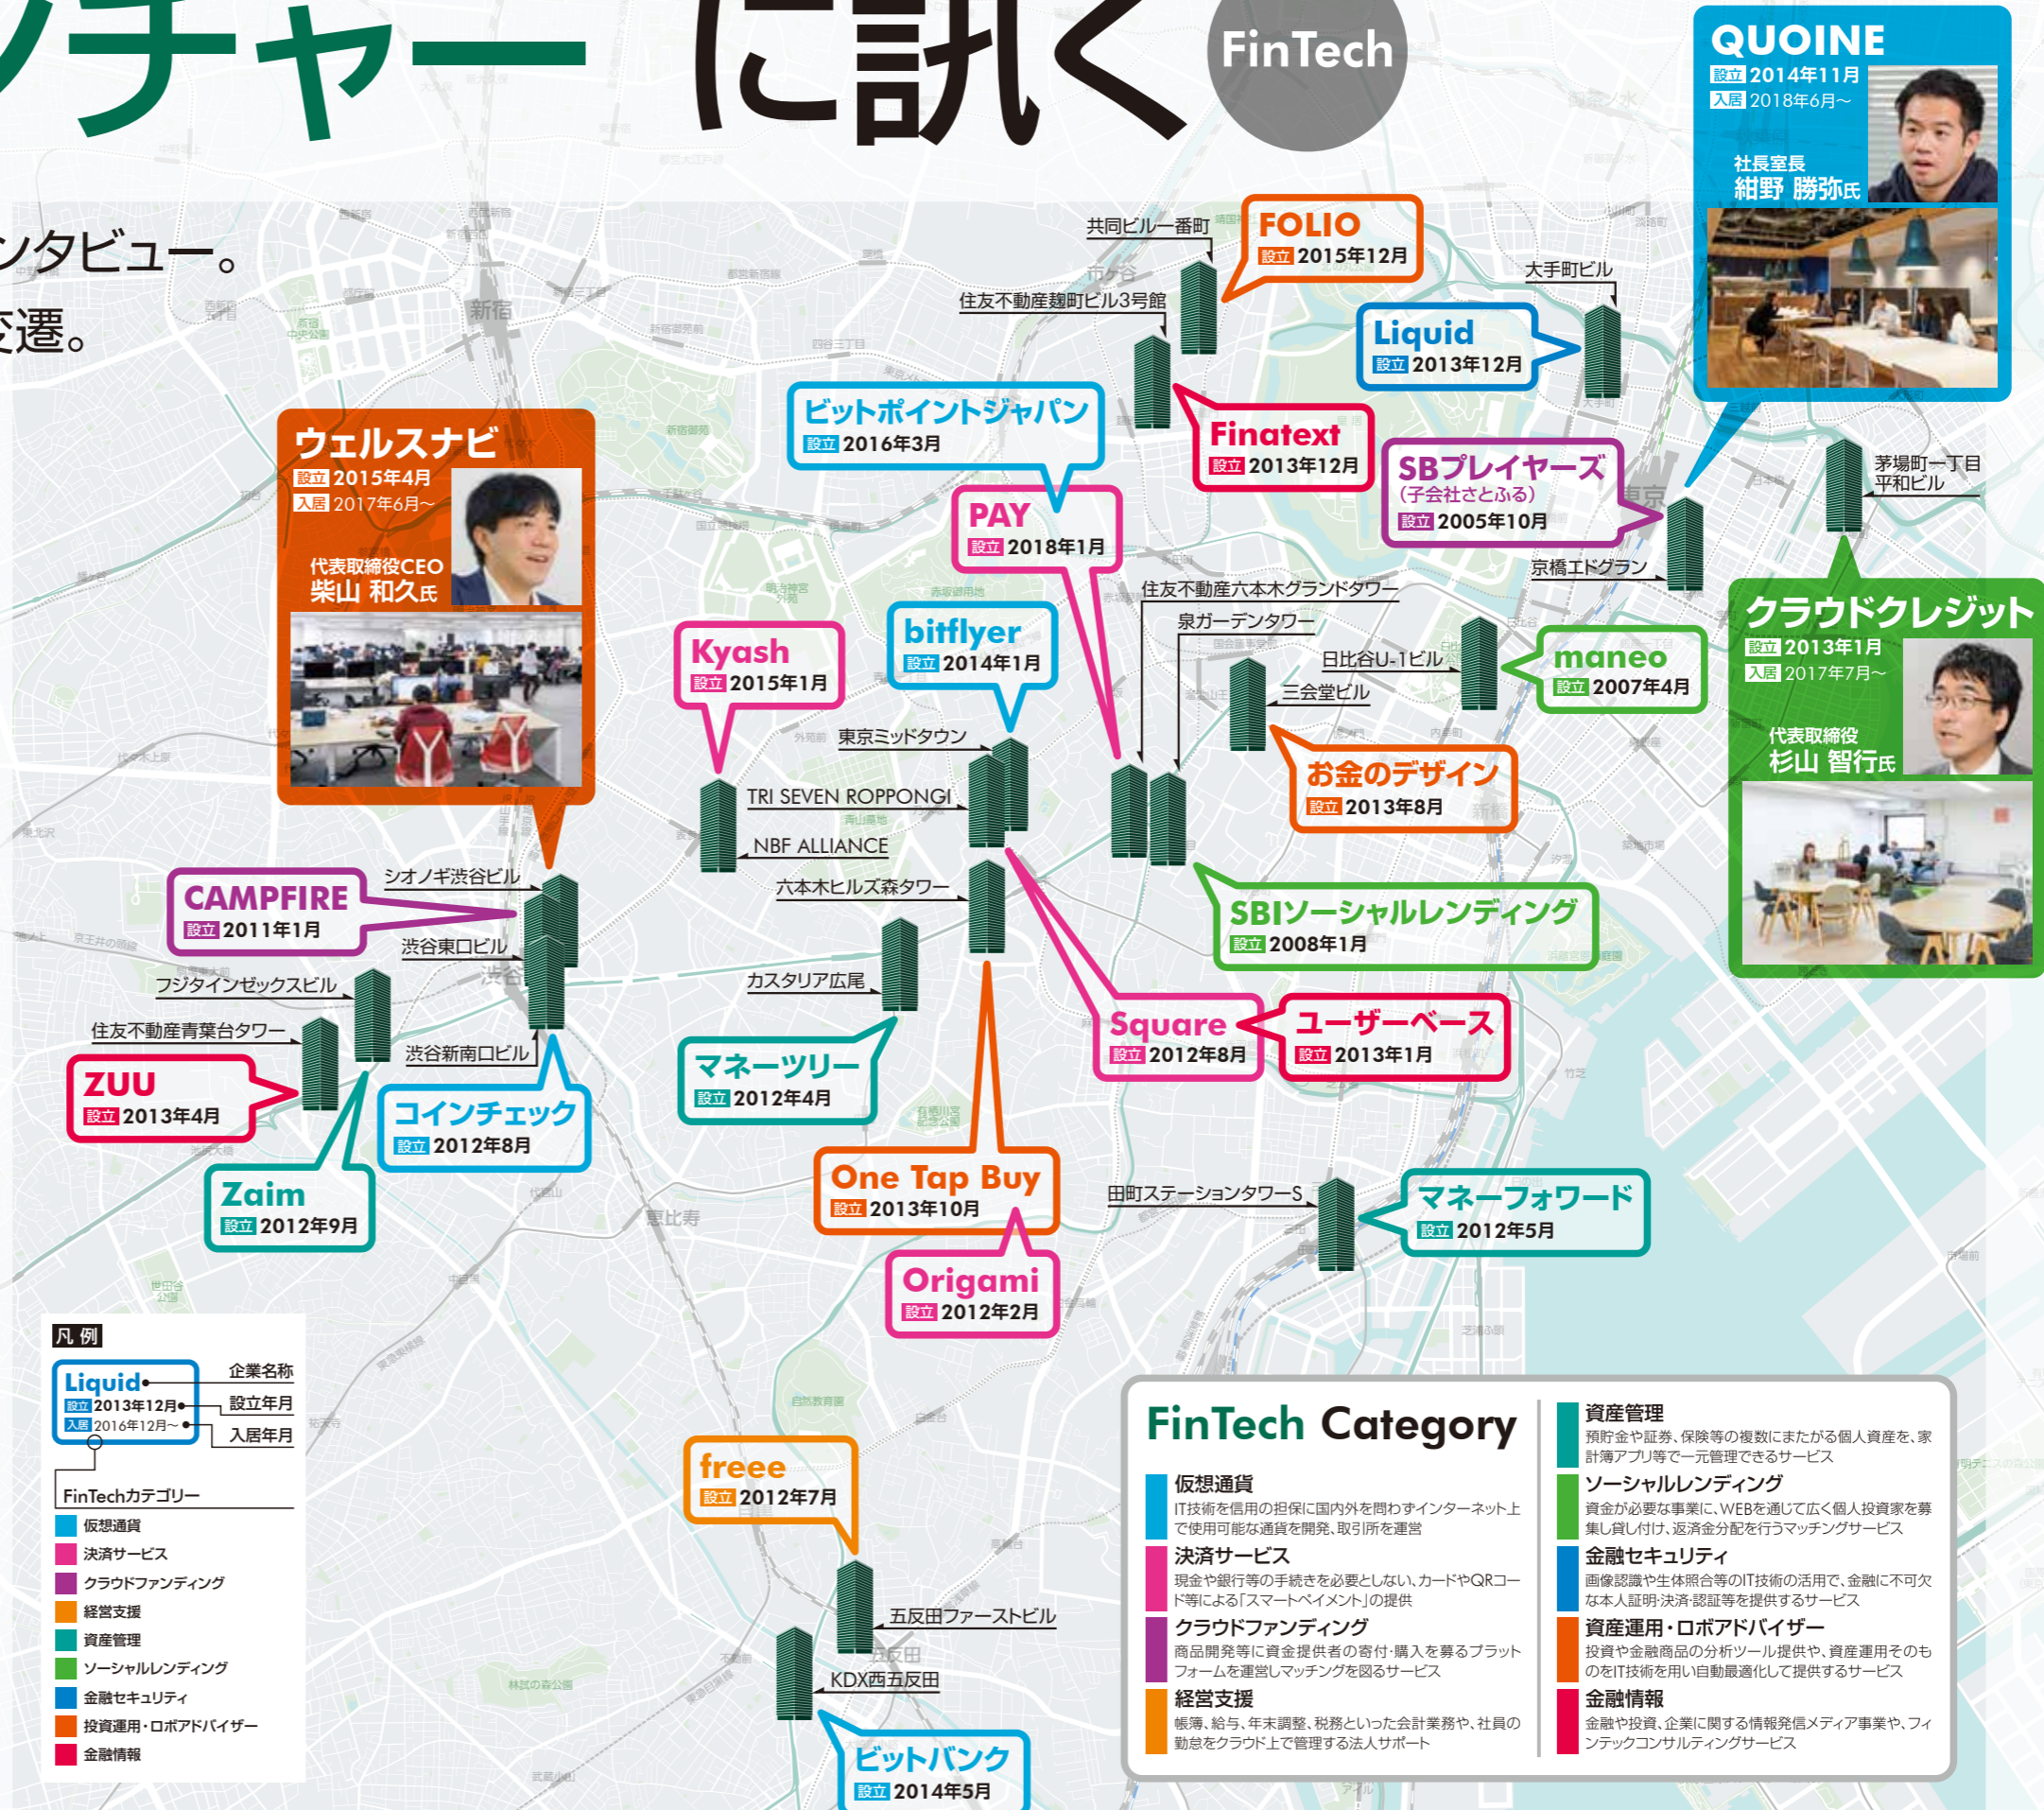 ンチャーに訊く
FinTech
ンタビュー。
変遷。
QUOINE
設立 2014年11月
入居 2018年6月～
社長室長
紺野 勝弥氏
共同ビル一番町
FOLIO
設立 2015年12月
住友不動産麹町ビル3号館
大手町ビル
Liquid
設立 2013年12月
ビットポイントジャパン
設立 2016年3月
Finatext
設立 2013年12月
ウェルスナビ
設立 2015年4月
入居 2017年6月～
代表取締役CEO
柴山 和久氏
SBプレイヤーズ
(子会社さとふる)
設立 2005年10月
茅場町一丁目
平和ビル
PAY
設立 2018年1月
京橋エドグラン
住友不動産六本木グランドタワー
泉ガーデンタワー
クラウドクレジット
設立 2013年1月
入居 2017年7月～
代表取締役
杉山 智行氏
Kyash
設立 2015年1月
bitflyer
設立 2014年1月
日比谷U-1ビル
maneo
設立 2007年4月
三会堂ビル
東京ミッドタウン
お金のデザイン
設立 2013年8月
TRI SEVEN ROPPONGI
NBF ALLIANCE
六本木ヒルズ森タワー
シオノギ渋谷ビル
CAMPFIRE
設立 2011年1月
渋谷東口ビル
SBIソーシャルレンディング
設立 2008年1月
フジタインゼックスビル
カスタリア広尾
住友不動産青葉台タワー
渋谷新南口ビル
Square
設立 2012年8月
ユーザーベース
設立 2013年1月
ZUU
設立 2013年4月
コインチェック
設立 2012年8月
マネーツリー
設立 2012年4月
Zaim
設立 2012年9月
One Tap Buy
設立 2013年10月
田町ステーションタワーS
マネーフォワード
設立 2012年5月
Origami
設立 2012年2月
freee
設立 2012年7月
五反田ファーストビル
KDX西五反田
ビットバンク
設立 2014年5月
新宿
市ヶ谷
東京
渋谷
恵比寿
五反田
新橋
凡 例
Liquid
設立 2013年12月
入居 2016年12月～
企業名称
設立年月
入居年月
FinTechカテゴリー
仮想通貨
決済サービス
クラウドファンディング
経営支援
資産管理
ソーシャルレンディング
金融セキュリティ
投資運用・ロボアドバイザー
金融情報
FinTech Category
仮想通貨
IT技術を信用の担保に国内外を問わずインターネット上
で使用可能な通貨を開発、取引所を運営
決済サービス
現金や銀行等の手続きを必要としない、カードやQRコー
ド等による「スマートペイメント」の提供
クラウドファンディング
商品開発等に資金提供者の寄付・購入を募るプラット
フォームを運営しマッチングを図るサービス
経営支援
帳簿、給与、年末調整、税務といった会計業務や、社員の
勤怠をクラウド上で管理する法人サポート
資産管理
預貯金や証券、保険等の複数にまたがる個人資産を、家
計簿アプリ等で一元管理できるサービス
ソーシャルレンディング
資金が必要な事業に、WEBを通じて広く個人投資家を募
集し貸し付け、返済金分配を行うマッチングサービス
金融セキュリティ
画像認識や生体照合等のIT技術の活用で、金融に不可欠
な本人証明・決済・認証等を提供するサービス
資産運用・ロボアドバイザー
投資や金融商品の分析ツール提供や、資産運用そのも
のをIT技術を用い自動最適化して提供するサービス
金融情報
金融や投資、企業に関する情報発信メディア事業や、フィ
ンテックコンサルティングサービス